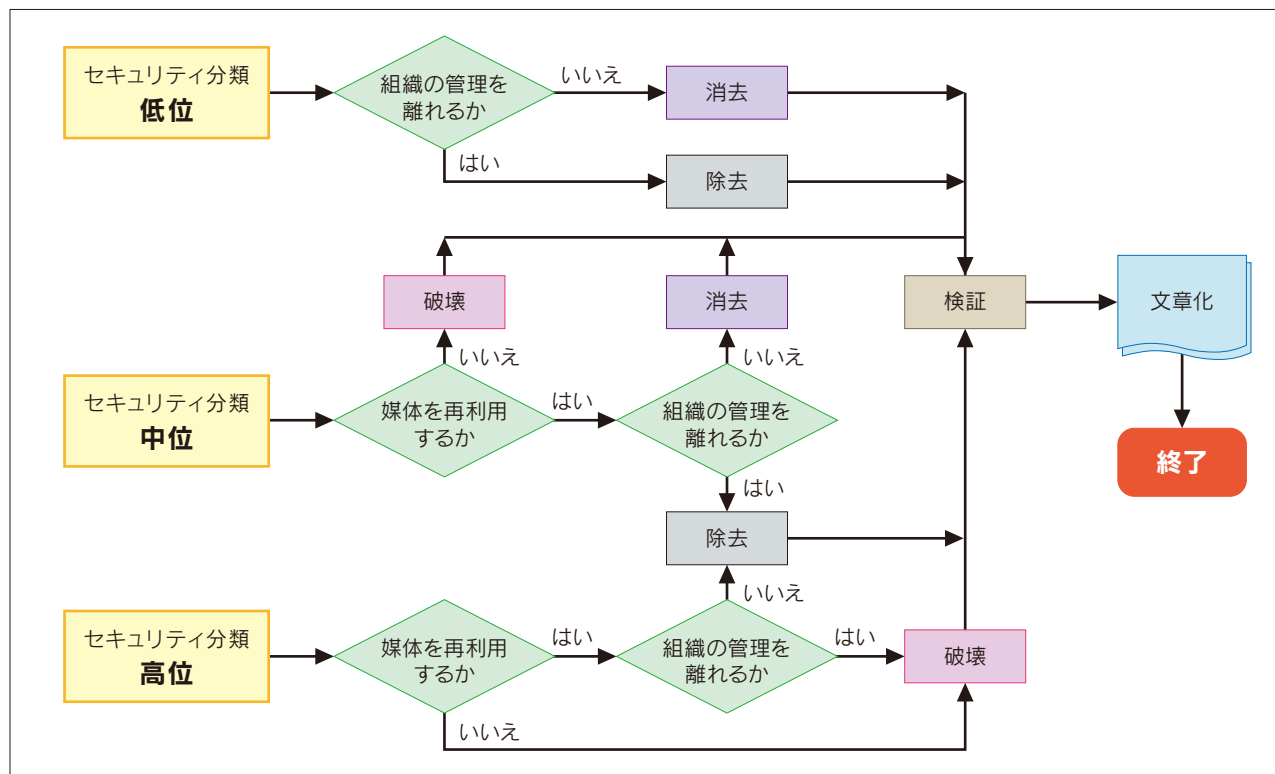 セキュリティ分類
低位
組織の管理を
離れるか
いいえ
消去
はい
除去
破壊
消去
検証
文章化
いいえ
いいえ
セキュリティ分類
中位
媒体を再利用
するか
はい
組織の管理を
離れるか
終了
はい
除去
いいえ
セキュリティ分類
高位
媒体を再利用
するか
はい
組織の管理を
離れるか
はい
破壊
いいえ